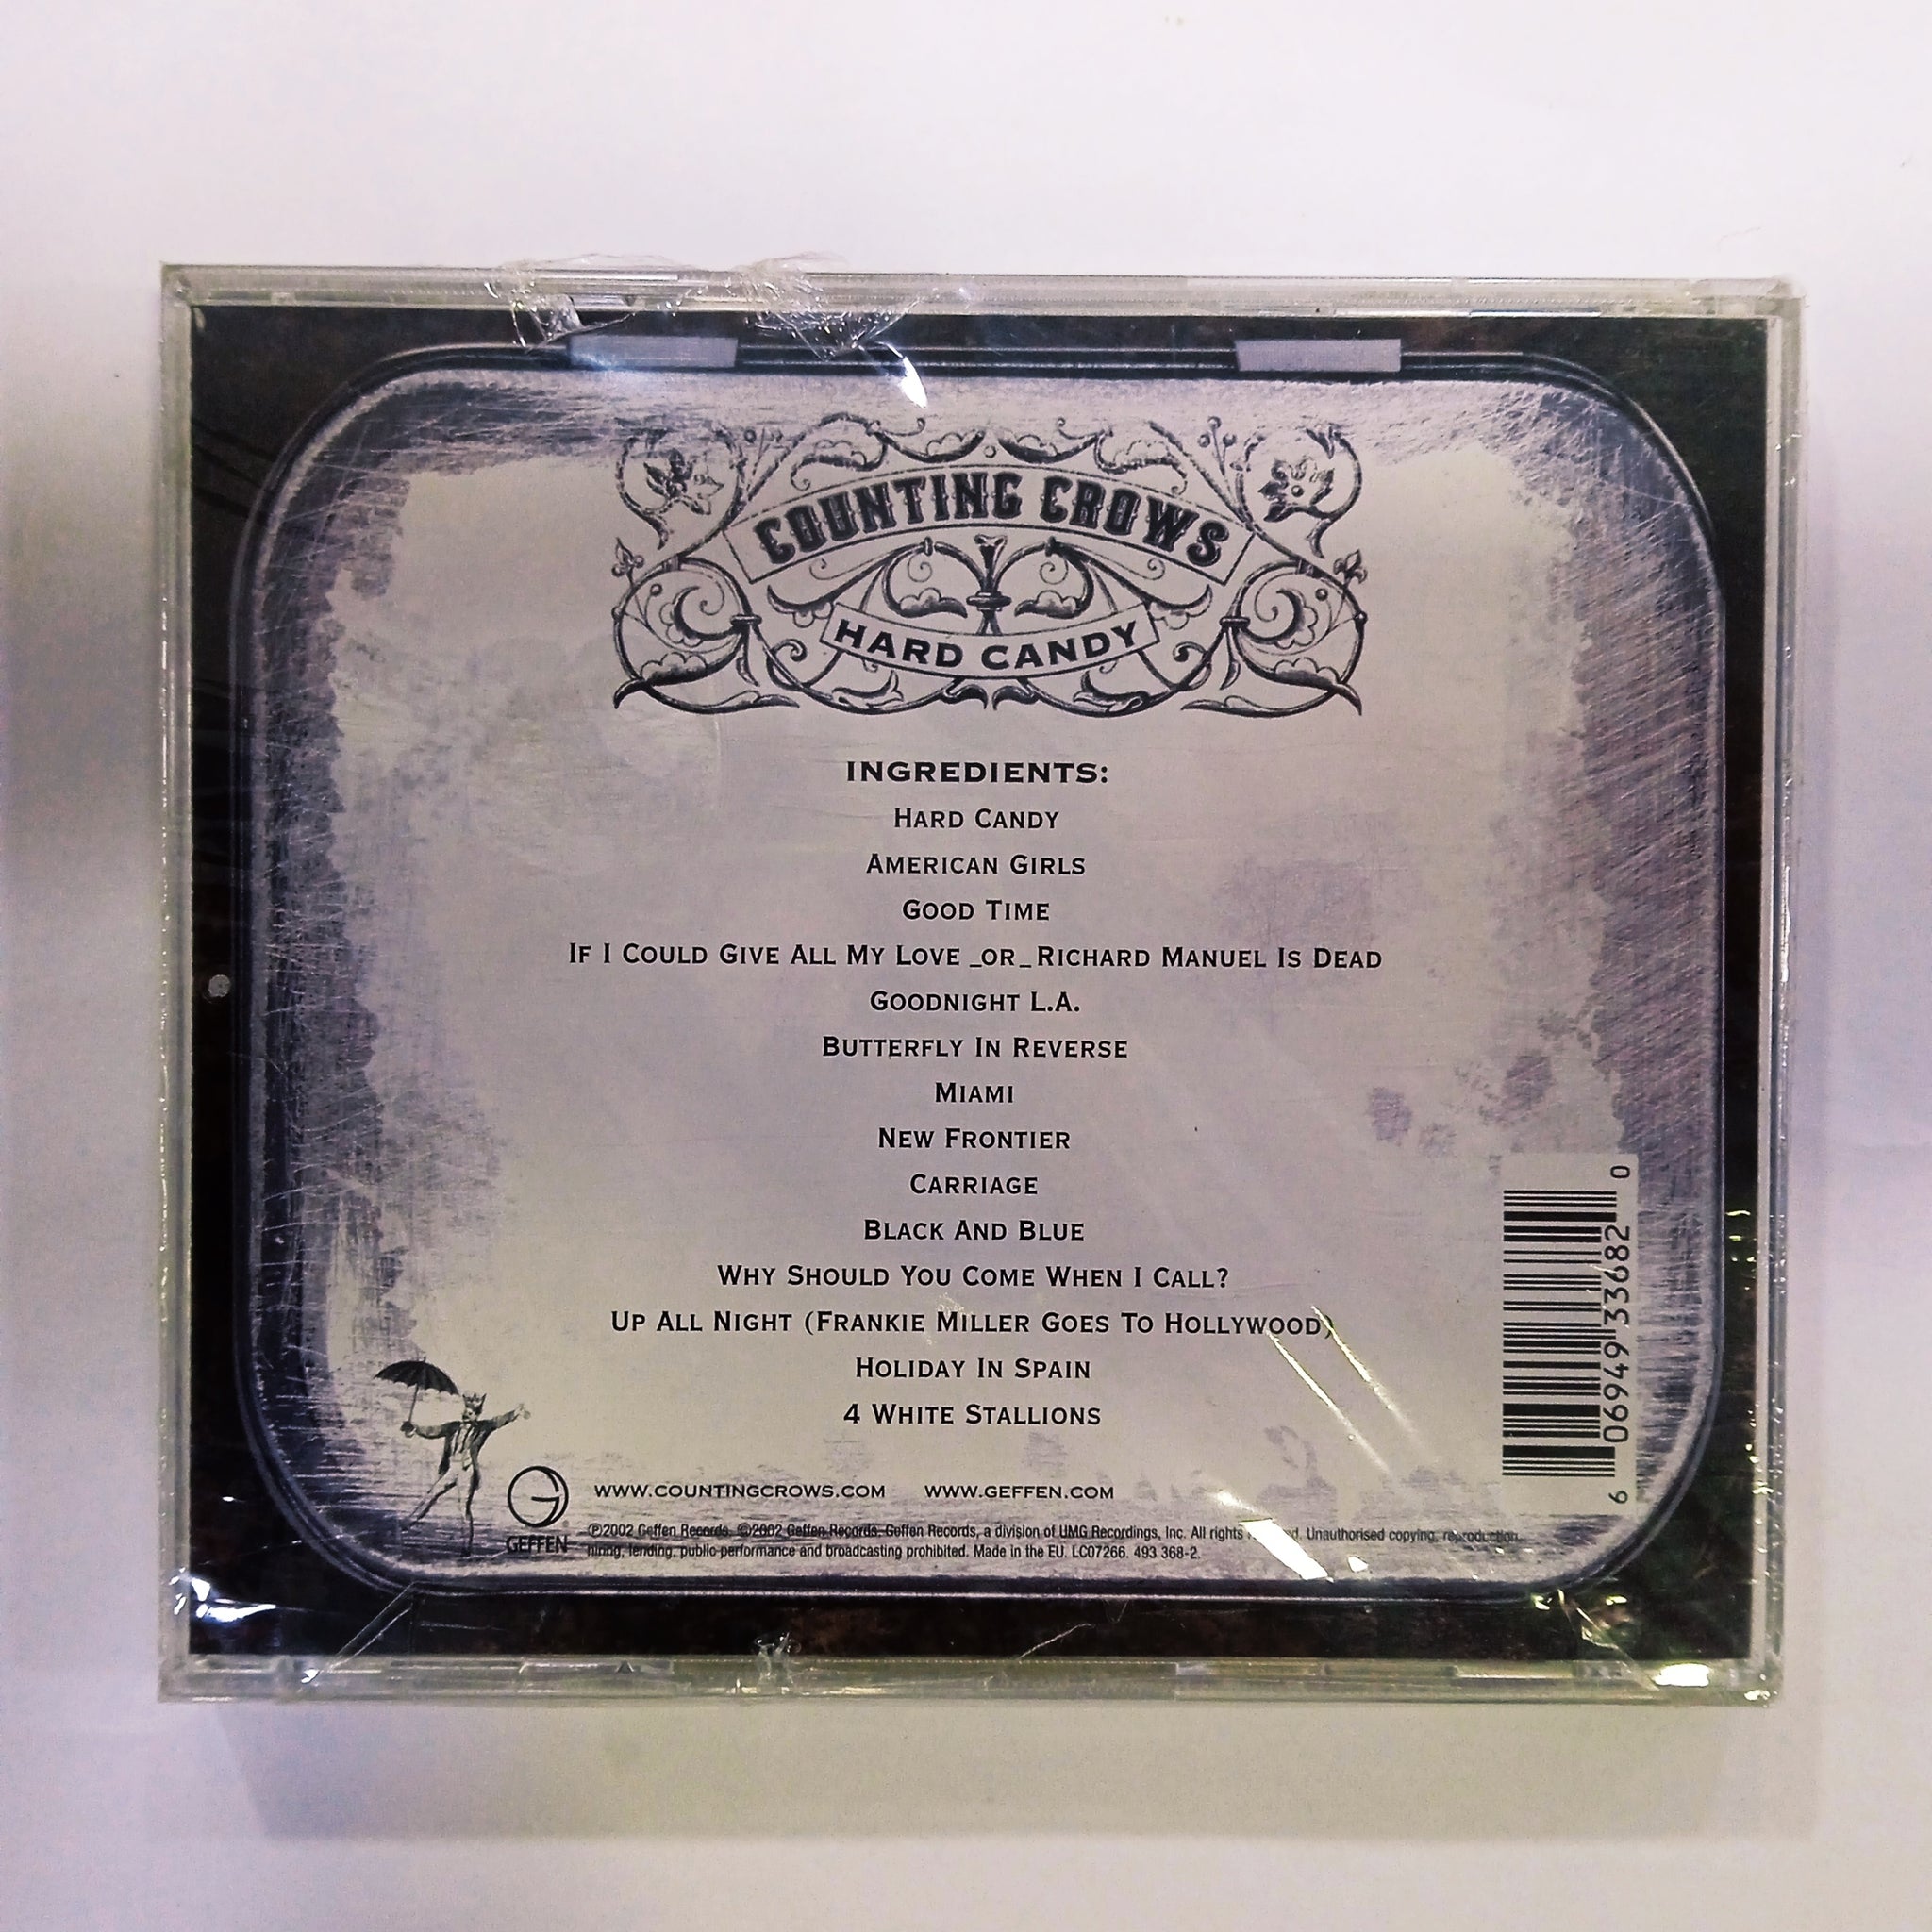 COUNTING CROWS
HARD CANDY
INGREDIENTS:
HARD CANDY
AMERICAN GIRLS
GOOD TIME
IF I COULD GIVE ALL MY LOVE _OR_ RICHARD MANUEL IS DEAD
GOODNIGHT L.A.
BUTTERFLY IN REVERSE
MIAMI
NEW FRONTIER
CARRIAGE
BLACK AND BLUE
WHY SHOULD YOU COME WHEN I CALL?
UP ALL NIGHT (FRANKIE MILLER GOES TO HOLLYWOOD)
HOLIDAY IN SPAIN
4 WHITE STALLIONS
WWW.COUNTINGCROWS.COM WWW.GEFFEN.COM
GEFFEN
℗2002 Geffen Records. ©2002 Geffen Records. Geffen Records, a division of UMG Recordings, Inc. All rights Unauthorised copying, reproduction,
hiring, lending, public performance and broadcasting prohibited. Made in the EU. LC07266. 493 368-2.
6 06949 33682 0